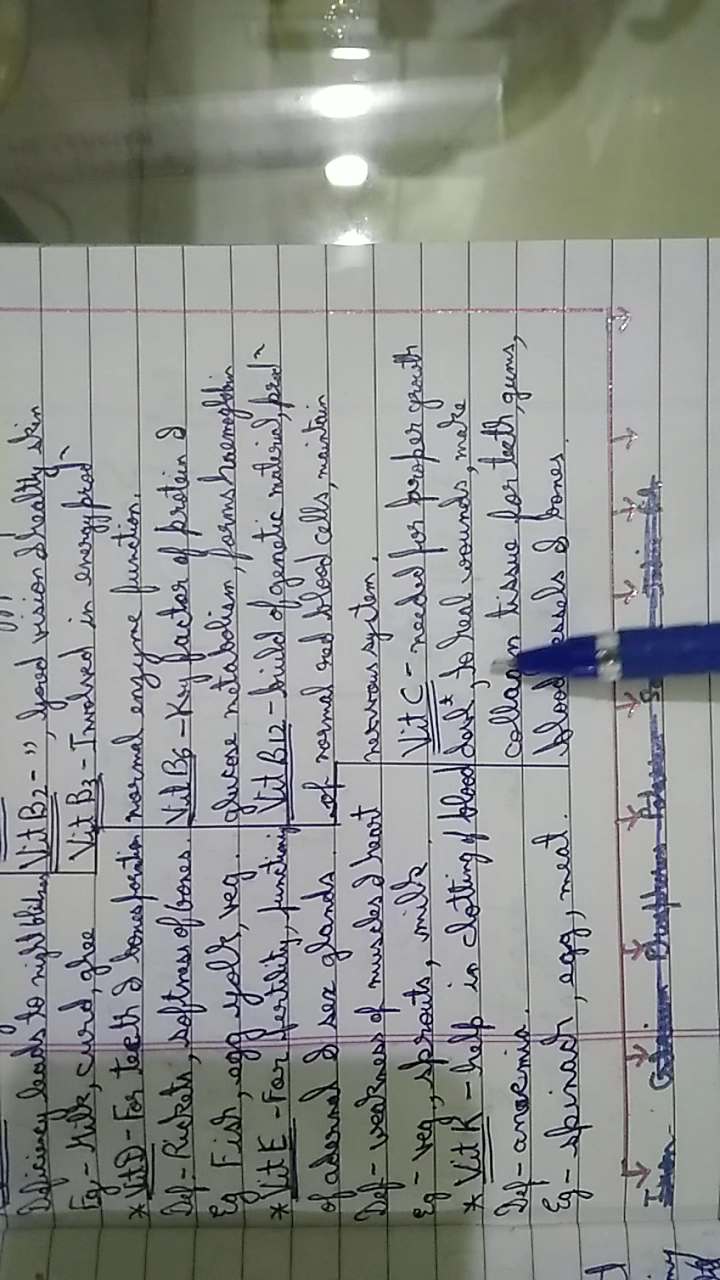 Deficiency leads to night blindness
Eg - Milk, curd, ghee
* Vit D - For teeth & bones formation
Def - Rickets, softness of bones.
Eg Fish, egg yolk, veg.
* Vit E - For fertility, functioning
of adrenal & sex glands.
Def - weakness of muscles & heart
Eg - veg, sprouts, milk.
* Vit K - help in clotting of blood
Def - anaemia.
Eg - spinach, egg, meat.
Vit B2 - " , good vision & healthy skin
Vit B3 - Involved in energy prod^n
normal enzyme function.
Vit B6 - Key factor of protein &
glucose metabolism, forms haemoglobin
Vit B12 - build of genetic material, prod^n
of normal red blood cells, maintain
nervous system.
Vit C - needed for proper growth
to heal wounds, make
collagen tissue for teeth, gums,
blood vessels & bones.
Iron
Calcium